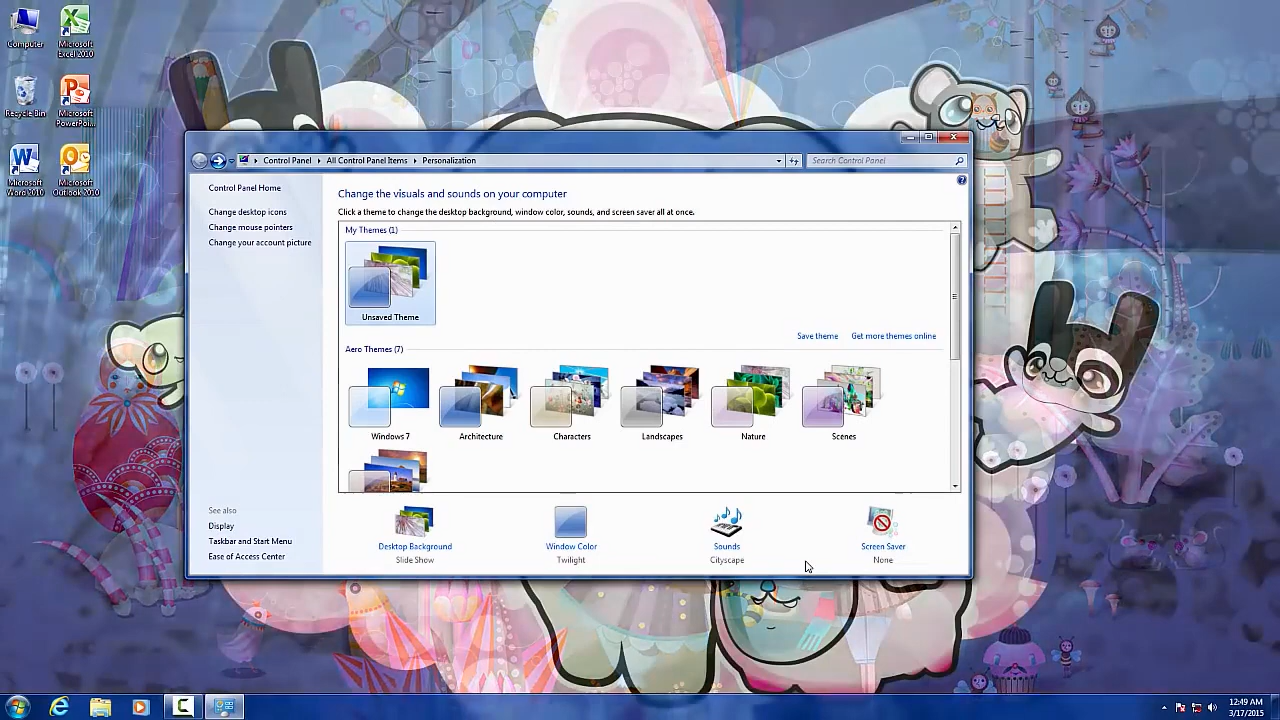 Computer
Microsoft Excel 2010
Recycle Bin
Microsoft PowerPoi...
Microsoft Word 2010
Microsoft Outlook 2010
Control Panel
All Control Panel Items
Personalization
Search Control Panel
Control Panel Home
Change desktop icons
Change mouse pointers
Change your account picture
Change the visuals and sounds on your computer
Click a theme to change the desktop background, window color, sounds, and screen saver all at once.
My Themes (1)
Unsaved Theme
Save theme
Get more themes online
Aero Themes (7)
Windows 7
Architecture
Characters
Landscapes
Nature
Scenes
See also
Display
Taskbar and Start Menu
Ease of Access Center
Desktop Background
Slide Show
Window Color
Twilight
Sounds
Cityscape
Screen Saver
None
12:49 AM
3/17/2015